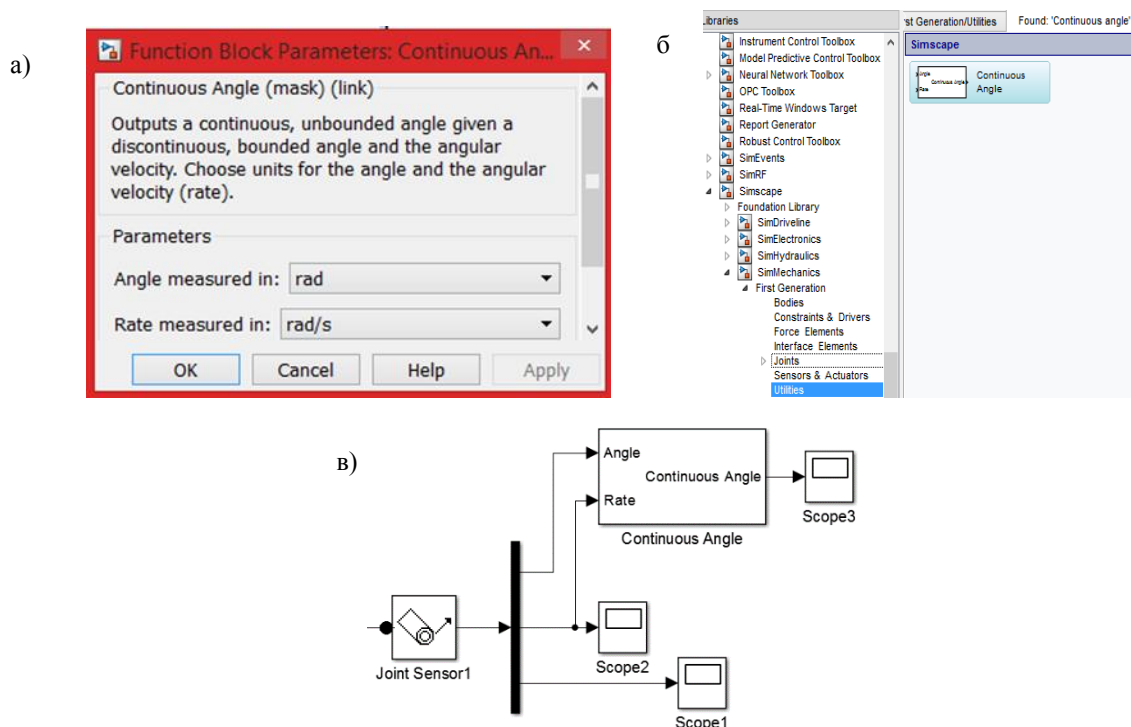 а)
Function Block Parameters: Continuous An...
Continuous Angle (mask) (link)
Outputs a continuous, unbounded angle given a
discontinuous, bounded angle and the angular
velocity. Choose units for the angle and the angular
velocity (rate).
Parameters
Angle measured in: rad
Rate measured in: rad/s
OK Cancel Help Apply
б
Libraries
Instrument Control Toolbox
Model Predictive Control Toolbox
Neural Network Toolbox
OPC Toolbox
Real-Time Windows Target
Report Generator
Robust Control Toolbox
SimEvents
SimRF
Simscape
Foundation Library
SimDriveline
SimElectronics
SimHydraulics
SimMechanics
First Generation
Bodies
Constraints & Drivers
Force Elements
Interface Elements
Joints
Sensors & Actuators
Utilities
rst Generation/Utilities Found: 'Continuous angle'
Simscape
Angle
Rate
Continuous Angle
Continuous
Angle
в)
Angle
Continuous Angle
Rate
Continuous Angle
Scope3
Joint Sensor1
Scope2
Scope1